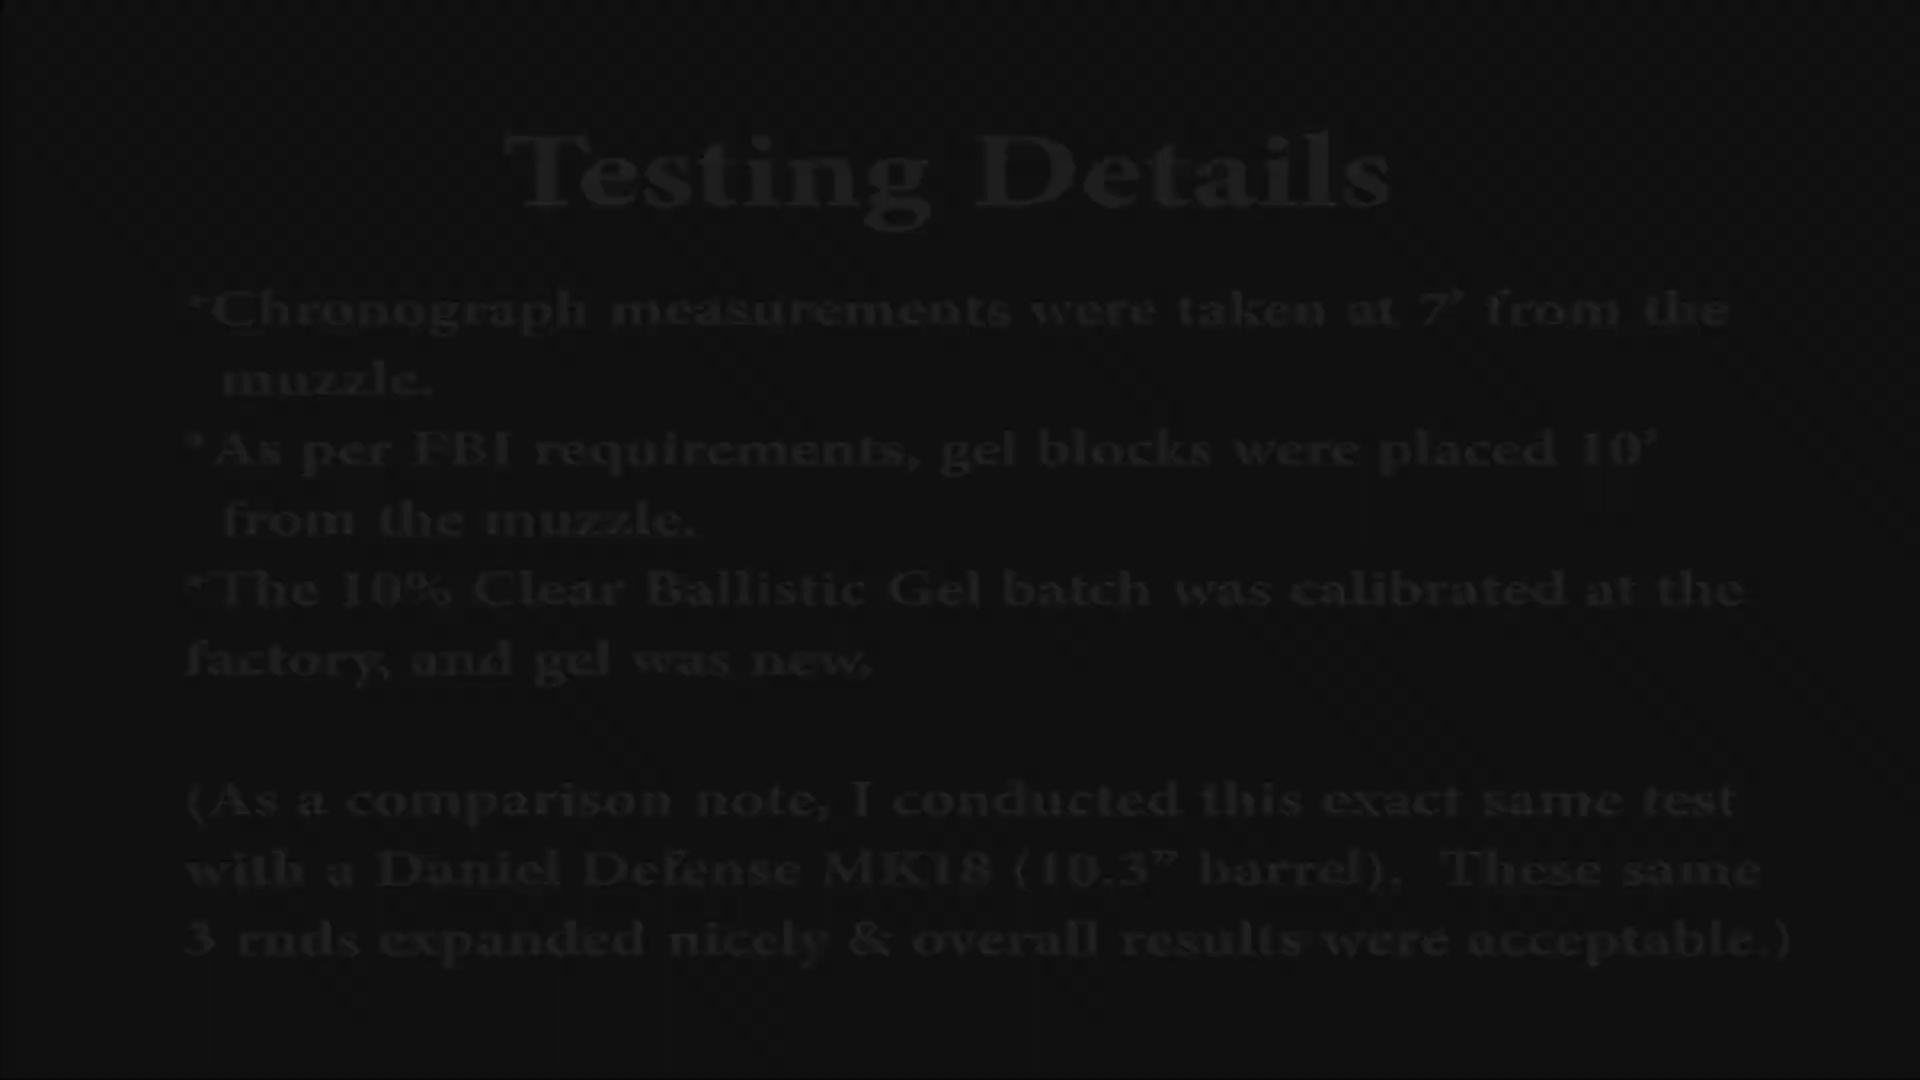 Testing Details
*Chronograph measurements were taken at 7' from the
muzzle.
*As per FBI requirements, gel blocks were placed 10'
from the muzzle.
*The 10% Clear Ballistic Gel batch was calibrated at the
factory, and gel was new.
(As a comparison note, I conducted this exact same test
with a Daniel Defense MK18 (10.3" barrel). These same
3 rnds expanded nicely & overall results were acceptable.)